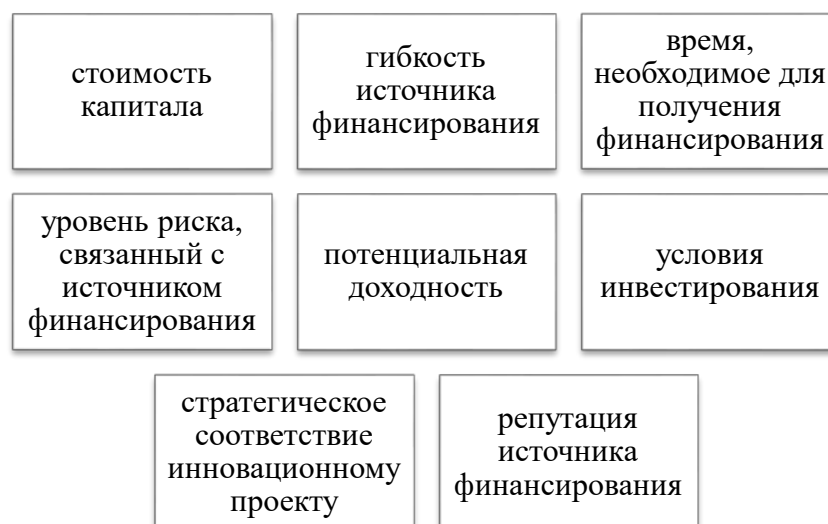 стоимость
капитала
гибкость
источника
финансирования
время,
необходимое для
получения
финансирования
уровень риска,
связанный с
источником
финансирования
потенциальная
доходность
условия
инвестирования
стратегическое
соответствие
инновационному
проекту
репутация
источника
финансирования